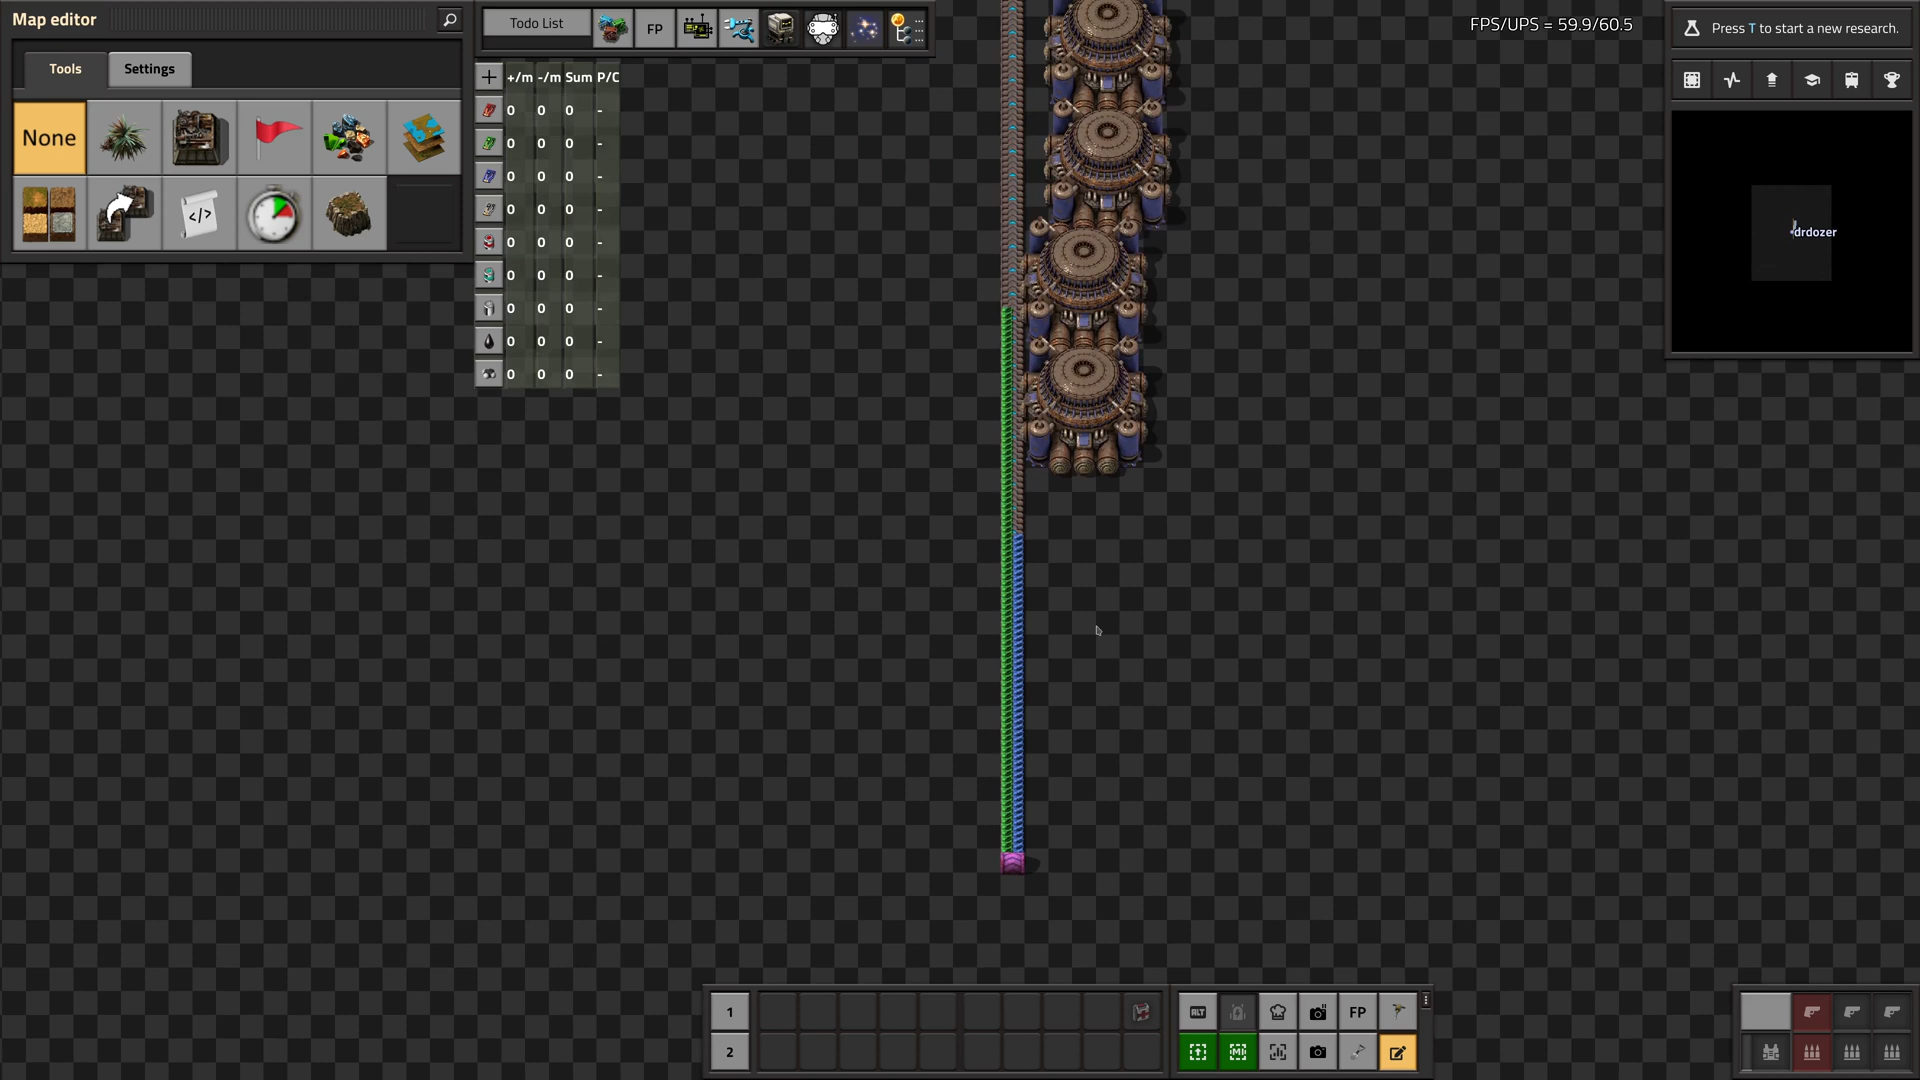 Map editor
Tools Settings
None
Todo List
FP
+/m -/m Sum P/C
0 0 0 -
0 0 0 -
0 0 0 -
0 0 0 -
0 0 0 -
0 0 0 -
0 0 0 -
0 0 0 -
0 0 0 -
FPS/UPS = 59.9/60.5
Press T to start a new research.
drdozer
1
2
ALT
FP